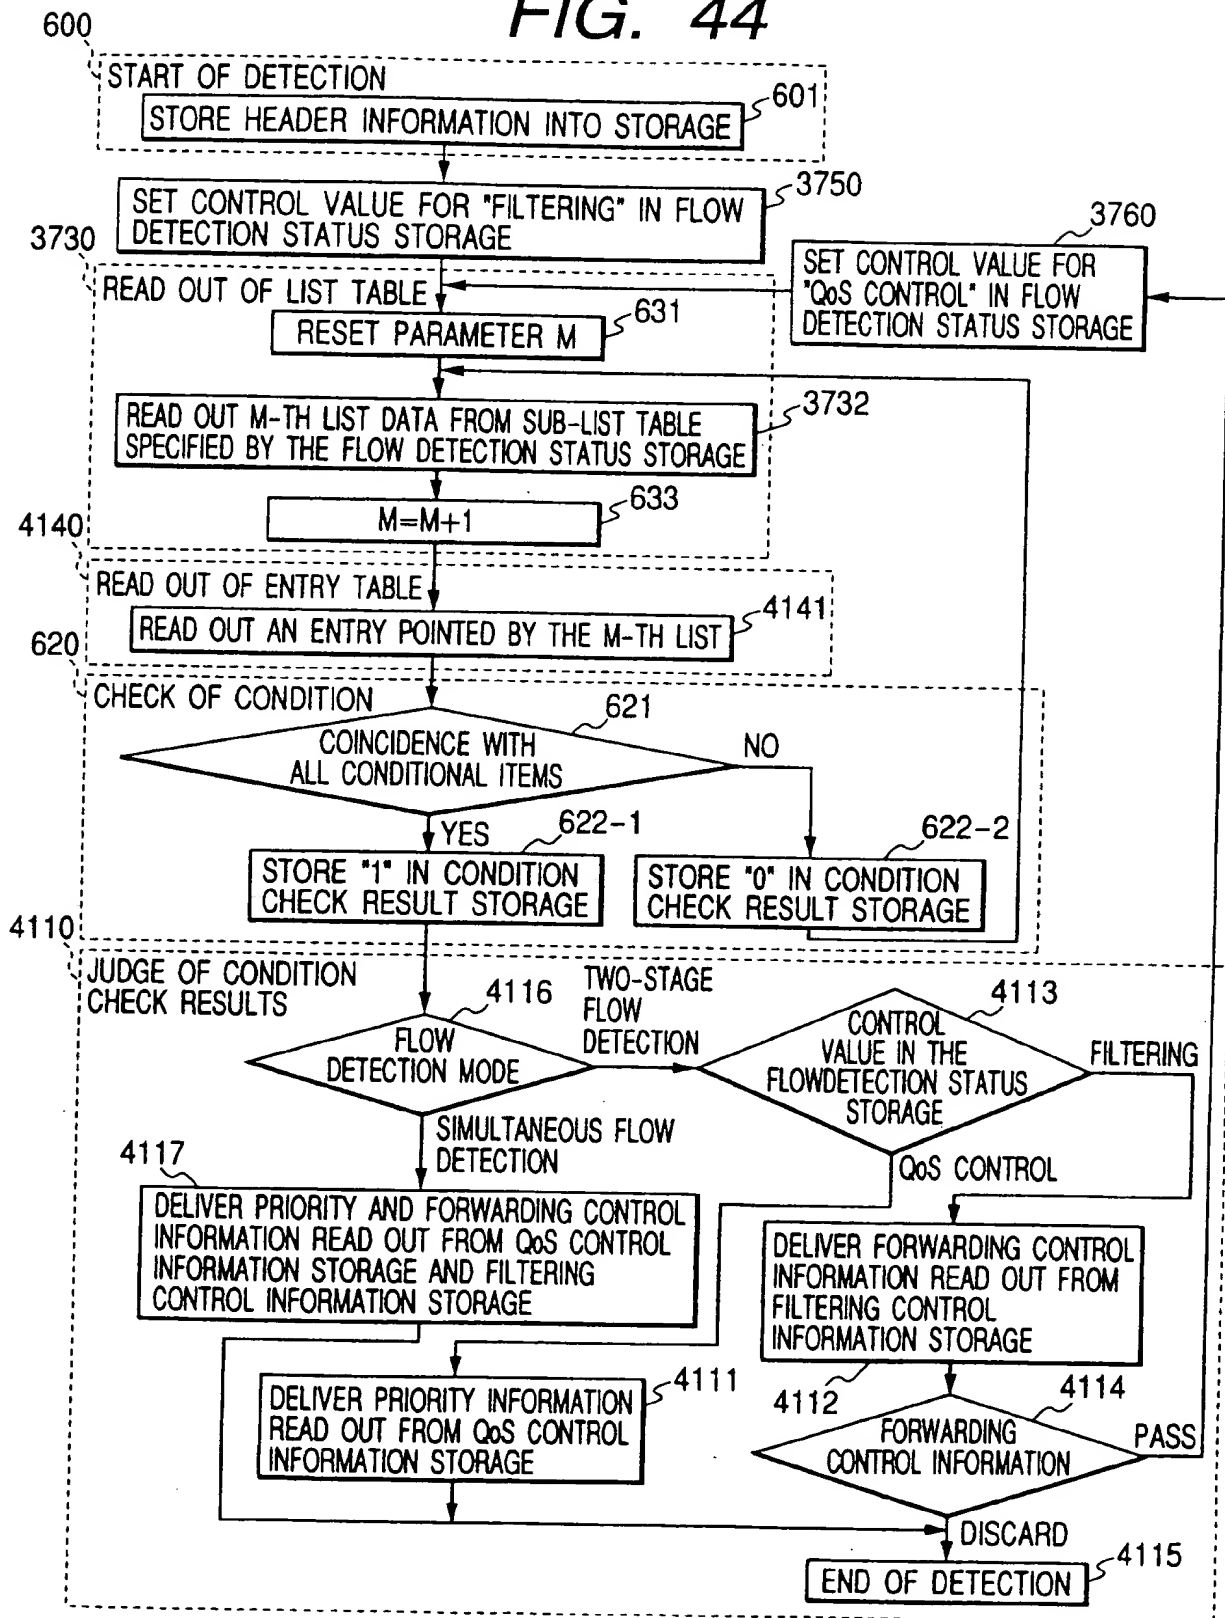 FIG. 44
600
START OF DETECTION
601
STORE HEADER INFORMATION INTO STORAGE
3750
SET CONTROL VALUE FOR "FILTERING" IN FLOW
DETECTION STATUS STORAGE
3760
SET CONTROL VALUE FOR
"QoS CONTROL" IN FLOW
DETECTION STATUS STORAGE
3730
READ OUT OF LIST TABLE
631
RESET PARAMETER M
3732
READ OUT M-TH LIST DATA FROM SUB-LIST TABLE
SPECIFIED BY THE FLOW DETECTION STATUS STORAGE
633
M=M+1
4140
READ OUT OF ENTRY TABLE
4141
READ OUT AN ENTRY POINTED BY THE M-TH LIST
620
CHECK OF CONDITION
621
COINCIDENCE WITH
ALL CONDITIONAL ITEMS
NO
YES
622-1
STORE "1" IN CONDITION
CHECK RESULT STORAGE
622-2
STORE "0" IN CONDITION
CHECK RESULT STORAGE
4110
JUDGE OF CONDITION
CHECK RESULTS
4116
FLOW
DETECTION MODE
TWO-STAGE
FLOW
DETECTION
4113
CONTROL
VALUE IN THE
FLOWDETECTION STATUS
STORAGE
FILTERING
SIMULTANEOUS FLOW
DETECTION
QoS CONTROL
4117
DELIVER PRIORITY AND FORWARDING CONTROL
INFORMATION READ OUT FROM QoS CONTROL
INFORMATION STORAGE AND FILTERING
CONTROL INFORMATION STORAGE
DELIVER FORWARDING CONTROL
INFORMATION READ OUT FROM
FILTERING CONTROL
INFORMATION STORAGE
4112
4111
DELIVER PRIORITY INFORMATION
READ OUT FROM QoS CONTROL
INFORMATION STORAGE
4114
FORWARDING
CONTROL INFORMATION
PASS
DISCARD
4115
END OF DETECTION